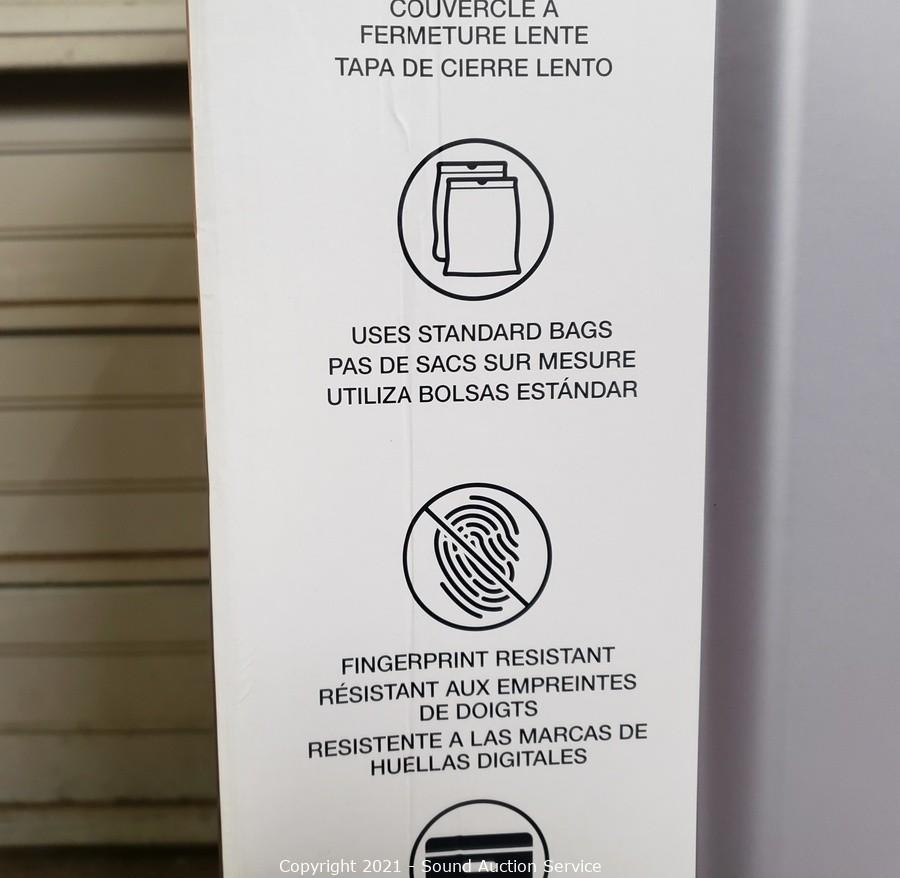 COUVERCLE À
FERMETURE LENTE
TAPA DE CIERRE LENTO
USES STANDARD BAGS
PAS DE SACS SUR MESURE
UTILIZA BOLSAS ESTÁNDAR
FINGERPRINT RESISTANT
RÉSISTANT AUX EMPREINTES
DE DOIGTS
RESISTENTE A LAS MARCAS DE
HUELLAS DIGITALES
Copyright 2021 - Sound Auction Service